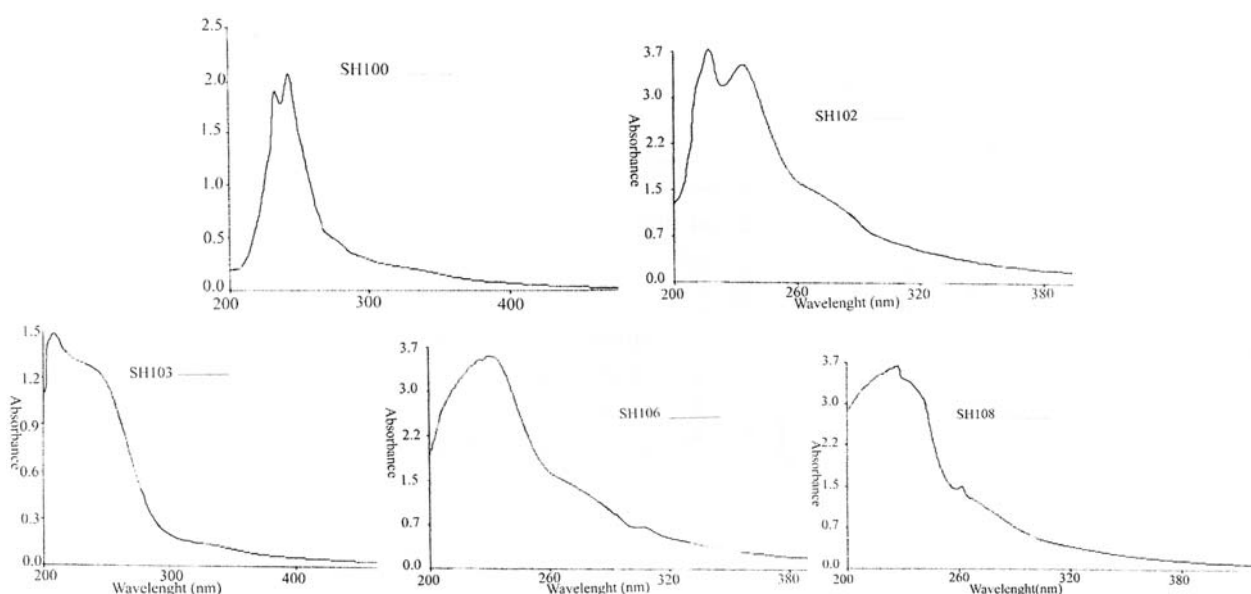 2.5
2.0
1.5
1.0
0.5
0.0
SH100
200 300 400
3.7
3.0
2.2
1.5
0.7
0.0
Absorbance
SH102
200 260 320 380
Wavelenght (nm)
1.5
1.2
0.9
0.6
0.3
0.0
Absorbance
SH103
200 300 400
Wavelenght (nm)
3.7
3.0
2.2
1.5
0.7
0.0
Absorbance
SH106
200 260 320 380
Wavelenght (nm)
3.7
3.0
2.2
1.5
0.7
0.0
Absorbance
SH108
200 260 320 380
Wavelenght(nm)